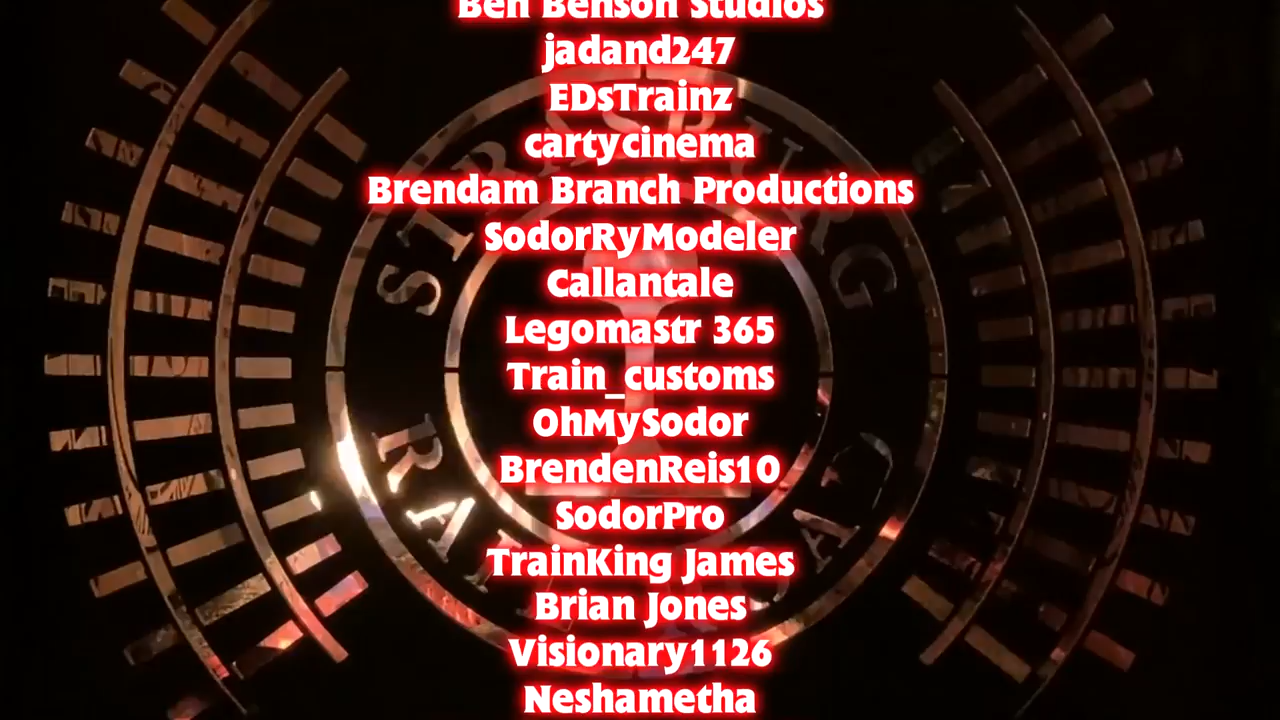 Ben Benson Studios
jadand247
EDsTrainz
cartycinema
Brendam Branch Productions
SodorRyModeler
Callantale
Legomastr 365
Train_customs
OhMySodor
BrendenReis10
SodorPro
TrainKing James
Brian Jones
Visionary1126
Neshametha
STRASBURG